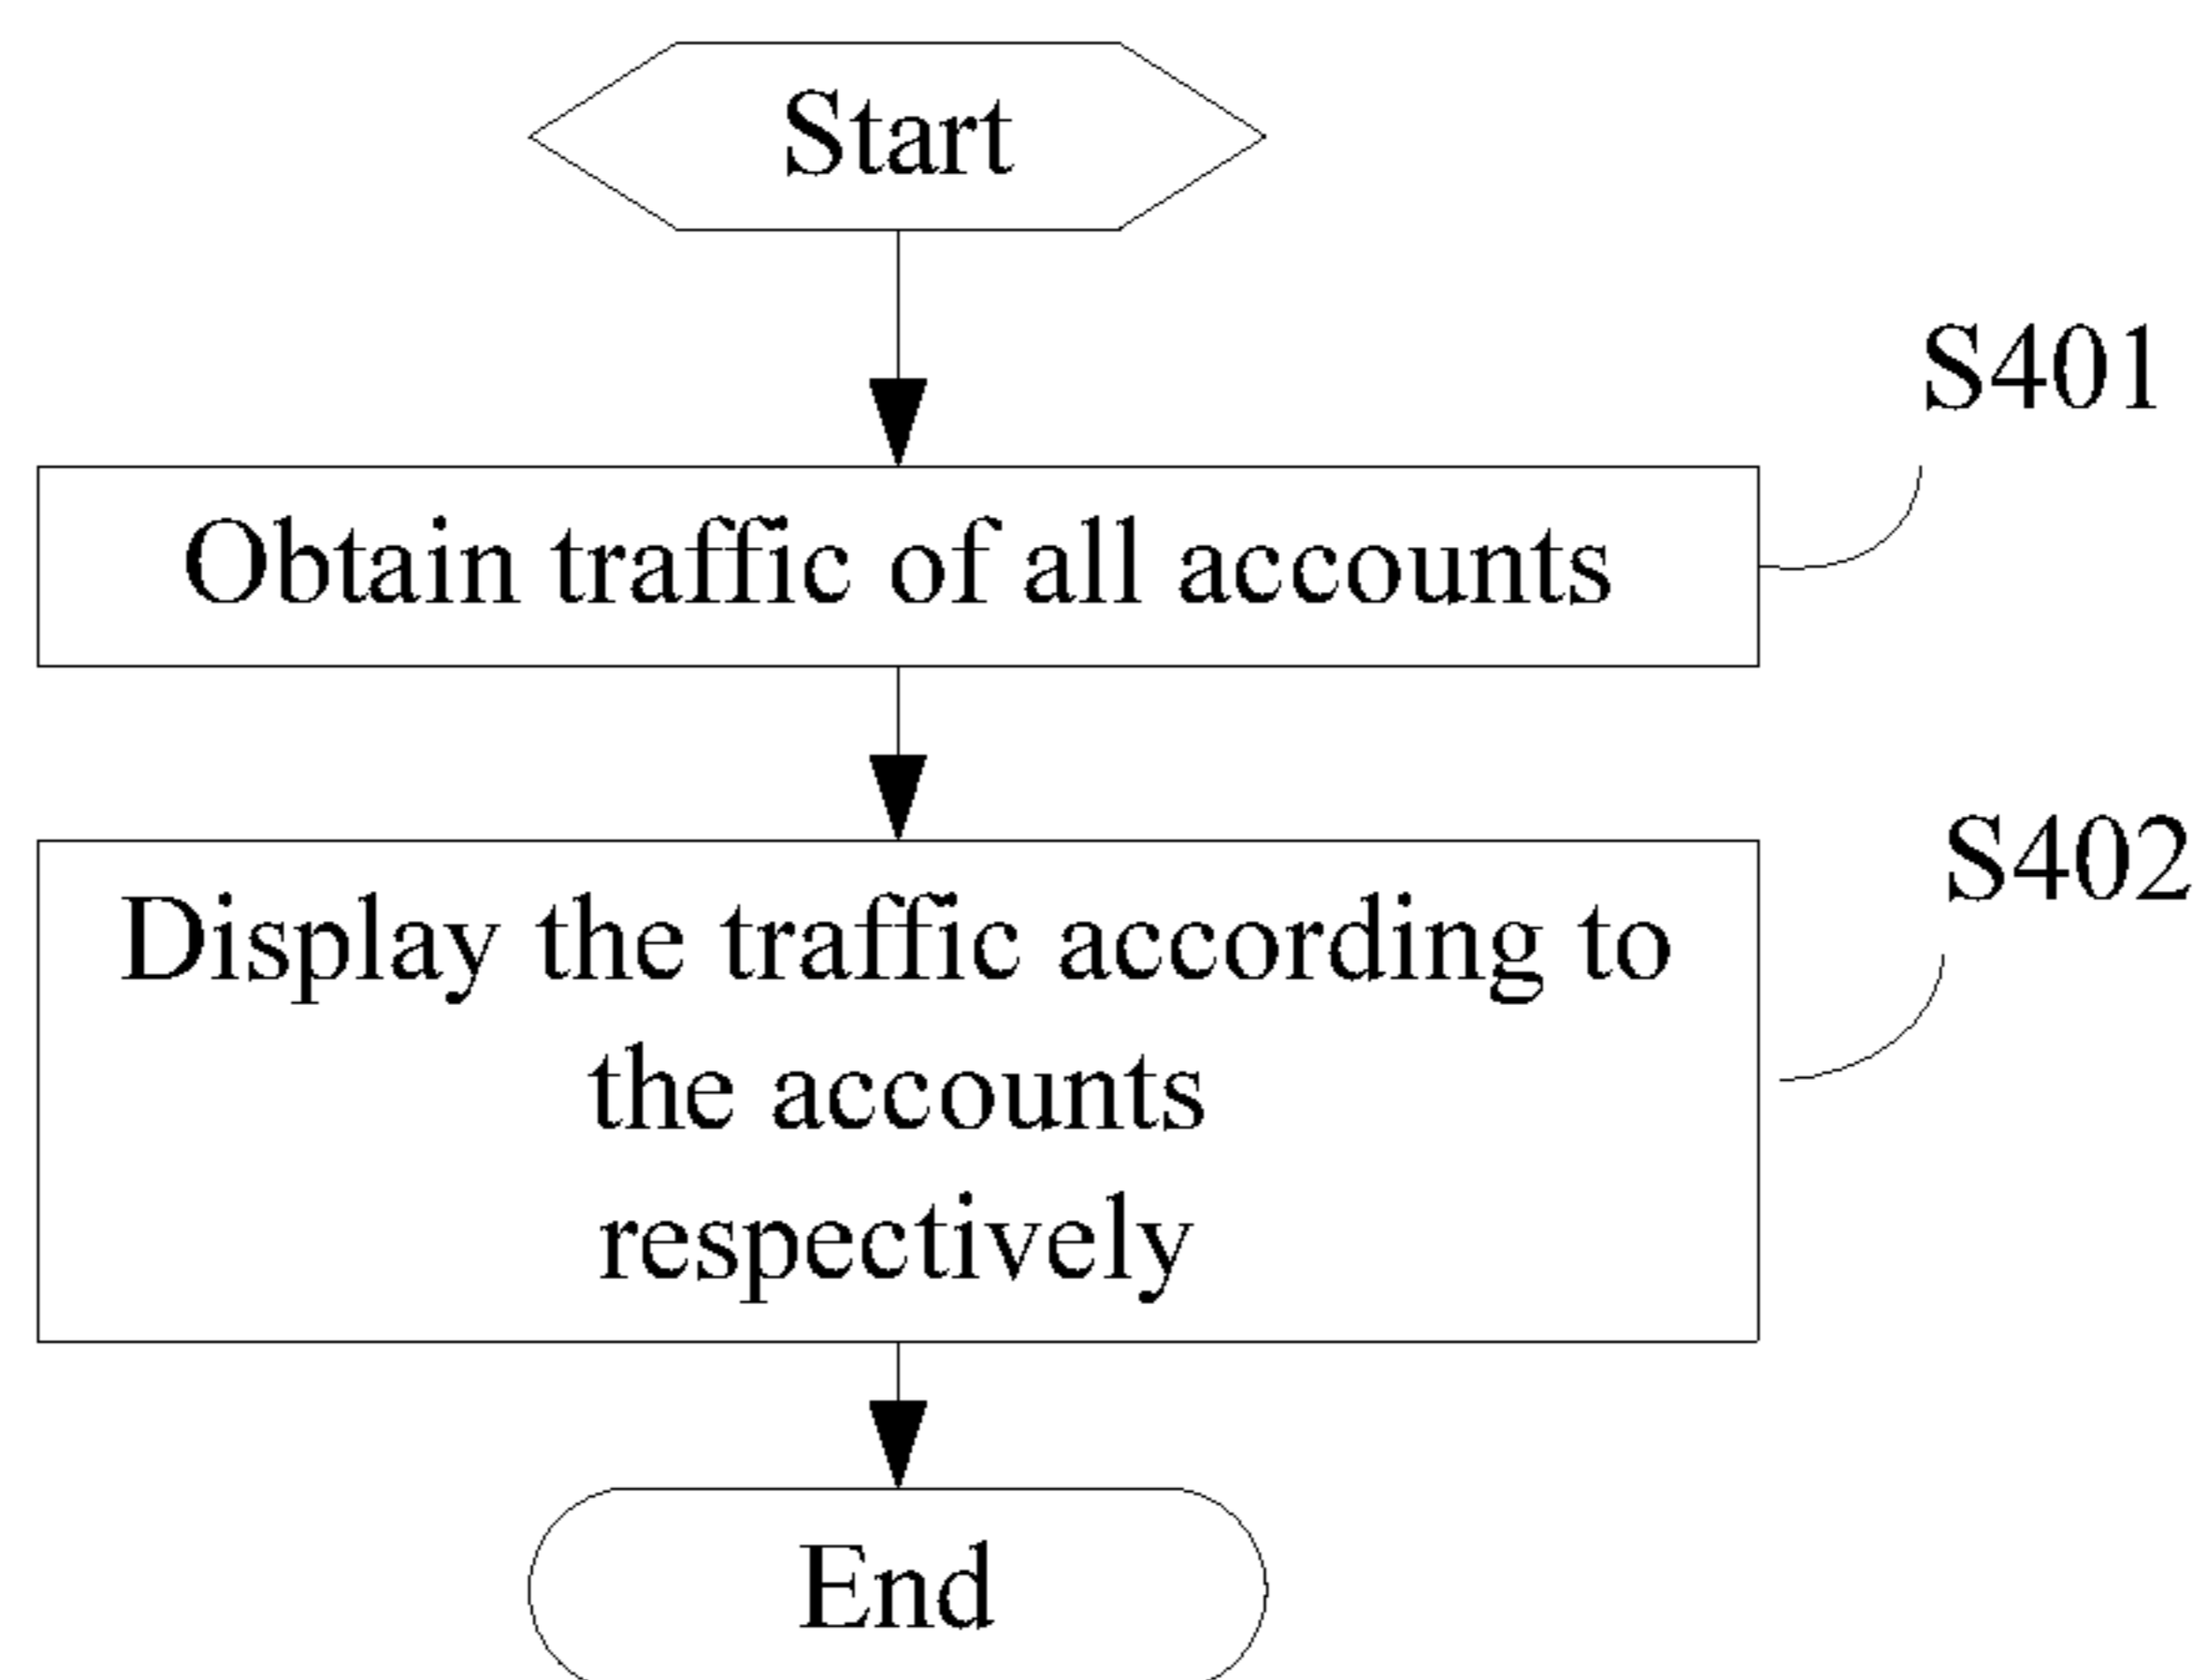 Start
S401
Obtain traffic of all accounts
S402
Display the traffic according to
the accounts
respectively
End